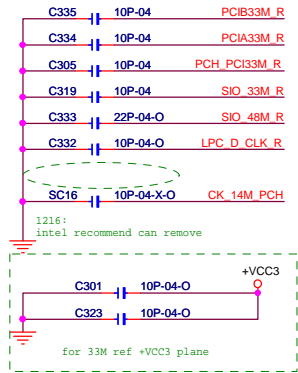 C335 10P-04 PCIB33M_R
C334 10P-04 PCIA33M_R
C305 10P-04 PCH_PCI33M_R
C319 10P-04 SIO_33M_R
C333 22P-04-O SIO_48M_R
C332 10P-04-O LPC_D_CLK_R
SC16 10P-04-X-O CK_14M_PCH
1216:
intel recommend can remove
+VCC3
C301 10P-04-O
C323 10P-04-O
for 33M ref +VCC3 plane